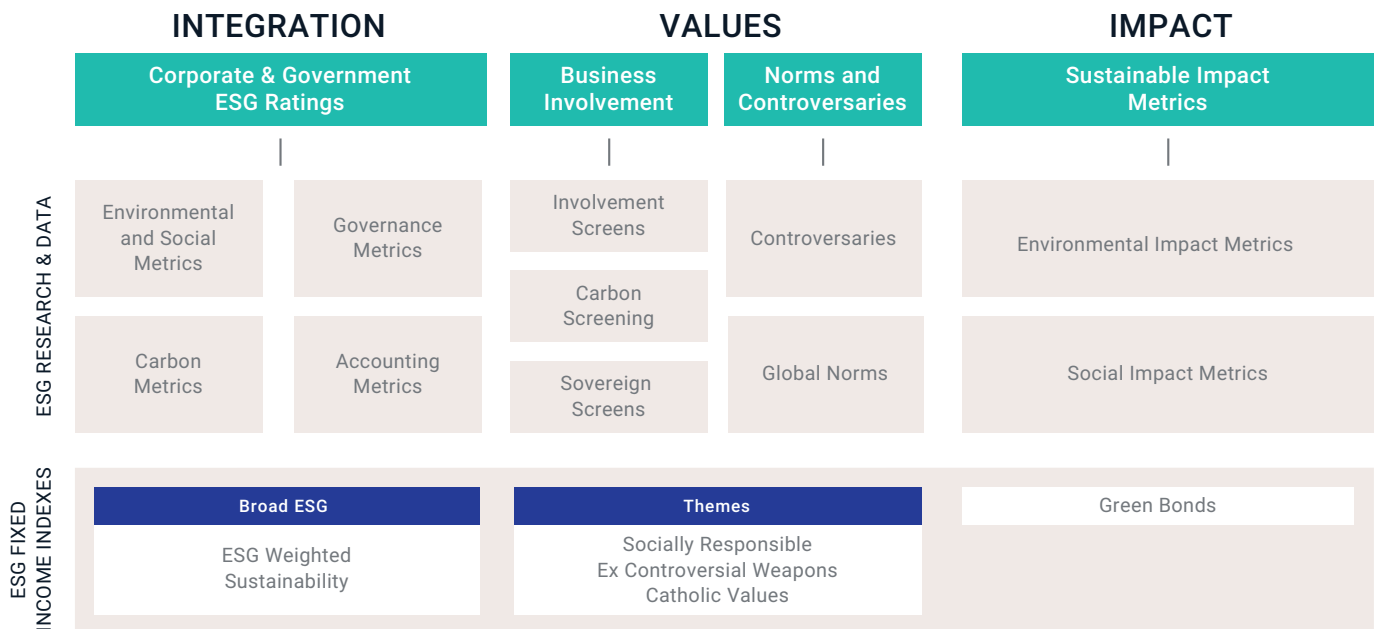 INTEGRATION
VALUES
IMPACT
Corporate & Government
ESG Ratings
Business
Involvement
Norms and
Controversaries
Sustainable Impact
Metrics
ESG RESEARCH & DATA
Environmental
and Social
Metrics
Governance
Metrics
Carbon
Metrics
Accounting
Metrics
Involvement
Screens
Carbon
Screening
Sovereign
Screens
Controversaries
Global Norms
Environmental Impact Metrics
Social Impact Metrics
ESG FIXED
INCOME INDEXES
Broad ESG
ESG Weighted
Sustainability
Themes
Socially Responsible
Ex Controversial Weapons
Catholic Values
Green Bonds